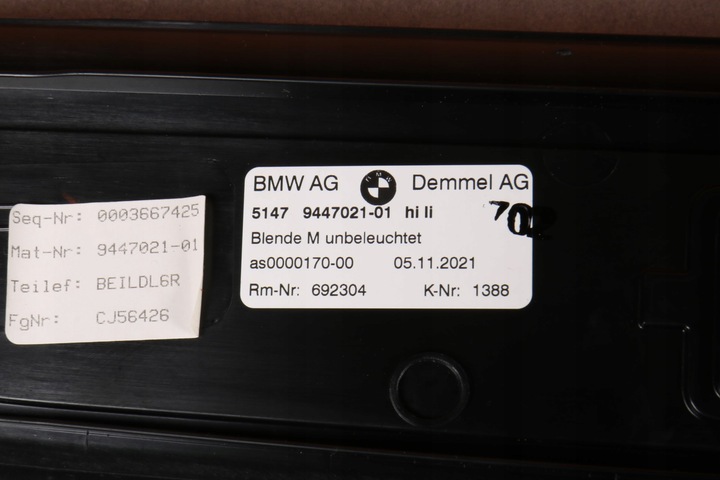 Seq-Nr: 0003667425
Mat-Nr: 9447021-01
Teilef: BEILDL6R
FgNr: CJ56426
BMW AG BMW Demmel AG
5147 9447021-01 hi li
Blende M unbeleuchtet
as0000170-00 05.11.2021
Rm-Nr: 692304 K-Nr: 1388